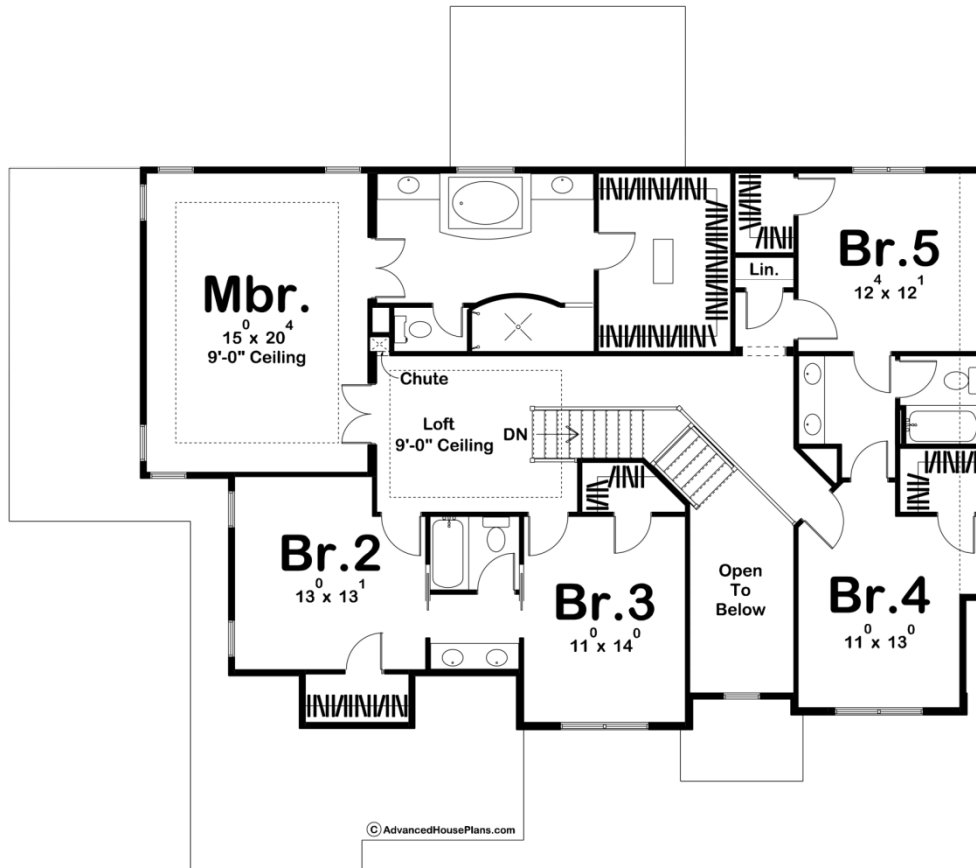 Mbr.
15⁰ x 20⁴
9'-0" Ceiling
Br.5
12⁴ x 12¹
Lin.
Chute
Loft
9'-0" Ceiling
DN
Br.2
13⁰ x 13¹
Br.3
11⁰ x 14⁰
Open
To
Below
Br.4
11⁰ x 13⁰
© AdvancedHousePlans.com